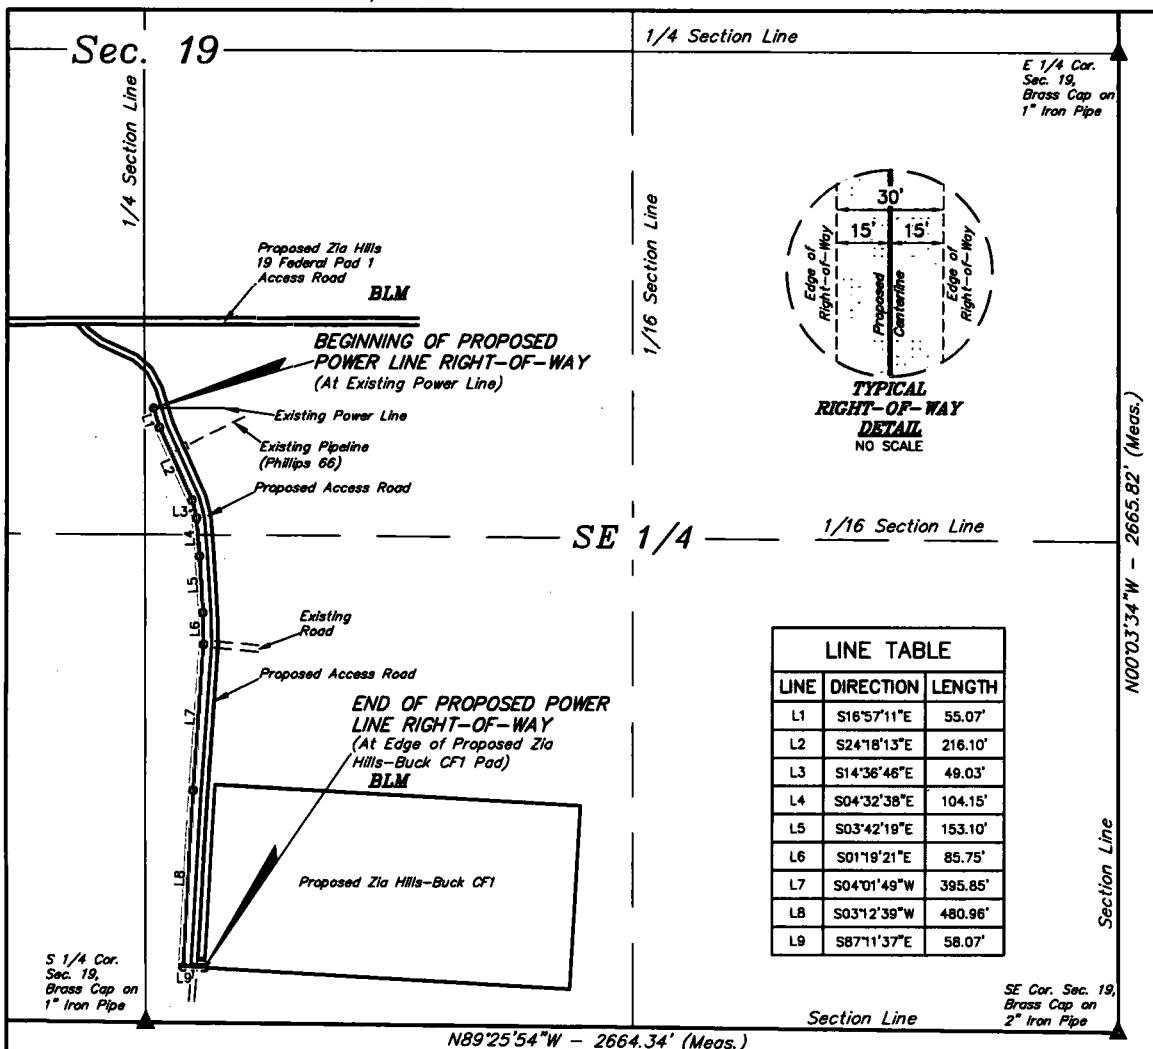 Sec. 19
1/4 Section Line
1/4 Section Line
E 1/4 Cor.
Sec. 19,
Brass Cap on
1" Iron Pipe
1/16 Section Line
30'
15' 15'
Edge of
Right-of-Way
Proposed
Centerline
Edge of
Right-of-Way
TYPICAL
RIGHT-OF-WAY
DETAIL
NO SCALE
Proposed Zia Hills
19 Federal Pad 1
Access Road
BLM
BEGINNING OF PROPOSED
POWER LINE RIGHT-OF-WAY
(At Existing Power Line)
Existing Power Line
Existing Pipeline
(Phillips 66)
Proposed Access Road
L1
L2
L3
L4
L5
L6
L7
L8
L9
SE 1/4
1/16 Section Line
N00°03'34"W - 2665.82' (Meas.)
Existing
Road
Proposed Access Road
END OF PROPOSED POWER
LINE RIGHT-OF-WAY
(At Edge of Proposed Zia
Hills-Buck CF1 Pad)
BLM
Proposed Zia Hills-Buck CF1
LINE TABLE
LINE DIRECTION LENGTH
L1 S16°57'11"E 55.07'
L2 S24°18'13"E 216.10'
L3 S14°36'46"E 49.03'
L4 S04°32'38"E 104.15'
L5 S03°42'19"E 153.10'
L6 S01°19'21"E 85.75'
L7 S04°01'49"W 395.85'
L8 S03°12'39"W 480.96'
L9 S87°11'37"E 58.07'
Section Line
S 1/4 Cor.
Sec. 19,
Brass Cap on
1" Iron Pipe
SE Cor. Sec. 19,
Brass Cap on
2" Iron Pipe
Section Line
N89°25'54"W - 2664.34' (Meas.)